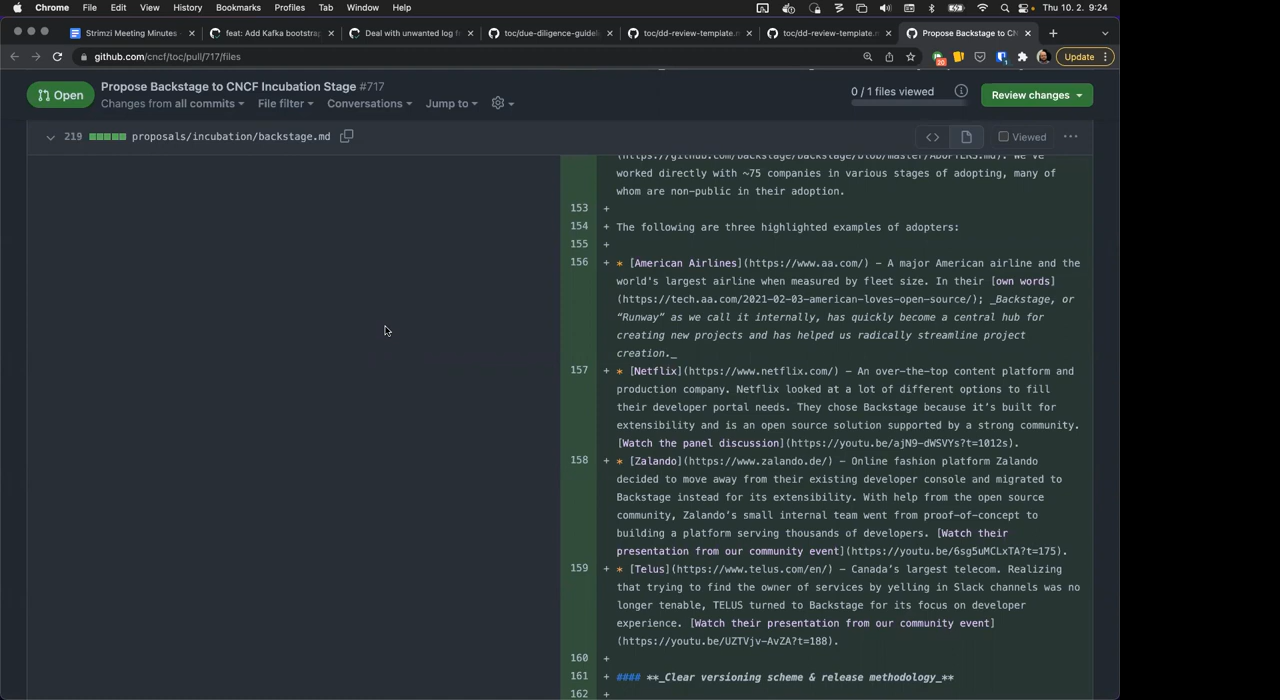 Chrome File Edit View History Bookmarks Profiles Tab Window Help Thu 10. 2. 9:24
Strimzi Meeting Minutes - feat: Add Kafka bootstrap Deal with unwanted log f toc/due-diligence-guidel toc/dd-review-template.m toc/dd-review-template.m Propose Backstage to CN
github.com/cncf/toc/pull/717/files 26 Update
Open Propose Backstage to CNCF Incubation Stage #717
Changes from all commits File filter Conversations Jump to 0 / 1 files viewed Review changes
219 proposals/incubation/backstage.md Viewed
(https://github.com/backstage/backstage/blob/master/ADOPTERS.md). We've
worked directly with ~75 companies in various stages of adopting, many of
whom are non-public in their adoption.
153 +
154 + The following are three highlighted examples of adopters:
155 +
156 + * [American Airlines](https://www.aa.com/) – A major American airline and the
world's largest airline when measured by fleet size. In their [own words]
(https://tech.aa.com/2021-02-03-american-loves-open-source/); _Backstage, or
“Runway” as we call it internally, has quickly become a central hub for
creating new projects and has helped us radically streamline project
creation._
157 + * [Netflix](https://www.netflix.com/) – An over-the-top content platform and
production company. Netflix looked at a lot of different options to fill
their developer portal needs. They chose Backstage because it’s built for
extensibility and is an open source solution supported by a strong community.
[Watch the panel discussion](https://youtu.be/ajN9-dWSVYs?t=1012s).
158 + * [Zalando](https://www.zalando.de/) – Online fashion platform Zalando
decided to move away from their existing developer console and migrated to
Backstage instead for its extensibility. With help from the open source
community, Zalando’s small internal team went from proof-of-concept to
building a platform serving thousands of developers. [Watch their
presentation from our community event](https://youtu.be/6sg5uMCLxTA?t=175).
159 + * [Telus](https://www.telus.com/en/) – Canada’s largest telecom. Realizing
that trying to find the owner of services by yelling in Slack channels was no
longer tenable, TELUS turned to Backstage for its focus on developer
experience. [Watch their presentation from our community event]
(https://youtu.be/UZTVjv-AvZA?t=188).
160 +
161 + #### **_Clear versioning scheme & release methodology_**
162 +